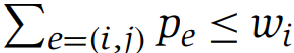 ∑e=(i,j) pe ≤ wi